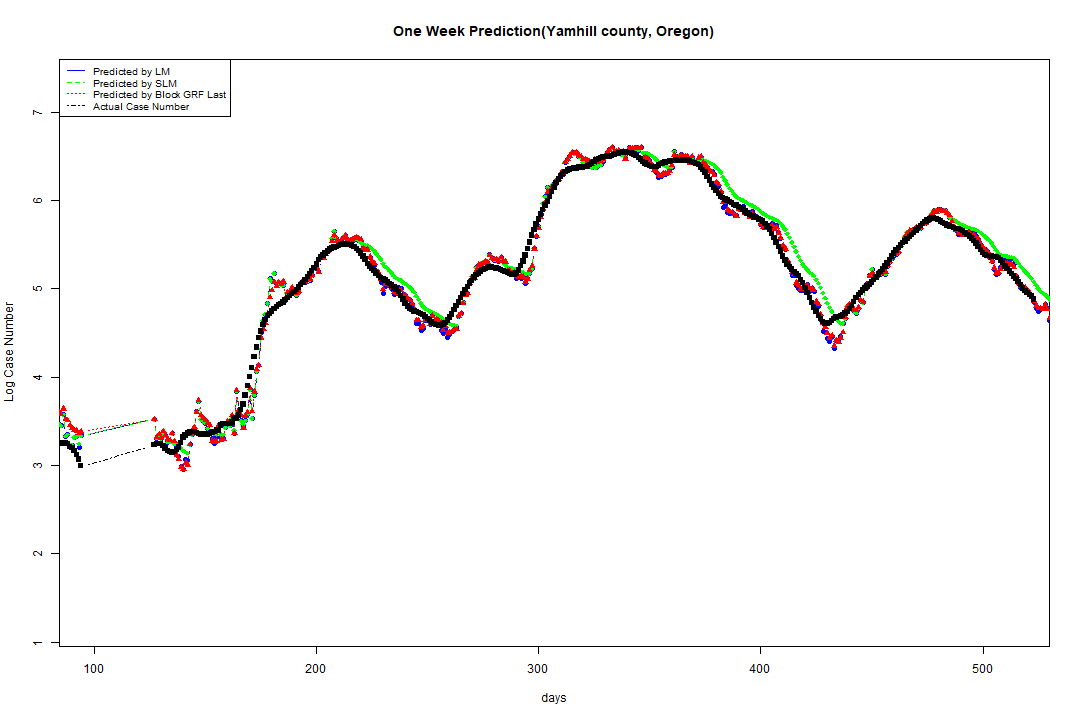 One Week Prediction(Yamhill county, Oregon)
Predicted by LM
Predicted by SLM
Predicted by Block GRF Last
Actual Case Number
Log Case Number
7
6
5
4
3
2
1
100 200 300 400 500
days